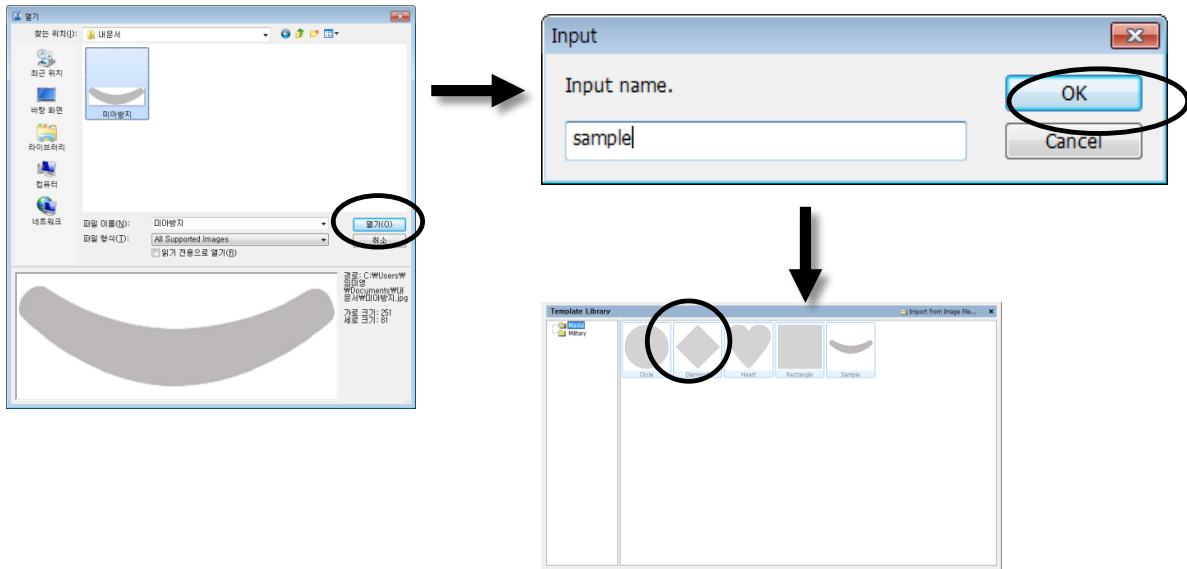 열기
찾는 위치(I):
내문서
최근 위치
바탕 화면
라이브러리
컴퓨터
네트워크
미아방지
파일 이름(N):
미아방지
열기(O)
파일 형식(T):
All Supported Images
취소
읽기 전용으로 열기(R)
경로: C:₩Users₩
임미영
₩Documents₩내
문서₩미아방지.jpg
가로 크기: 251
세로 크기: 81
Input
Input name.
OK
sample
Cancel
Template Library
Import from Image File...
Medal
Military
Circle
Diamond
Heart
Rectangle
Sample